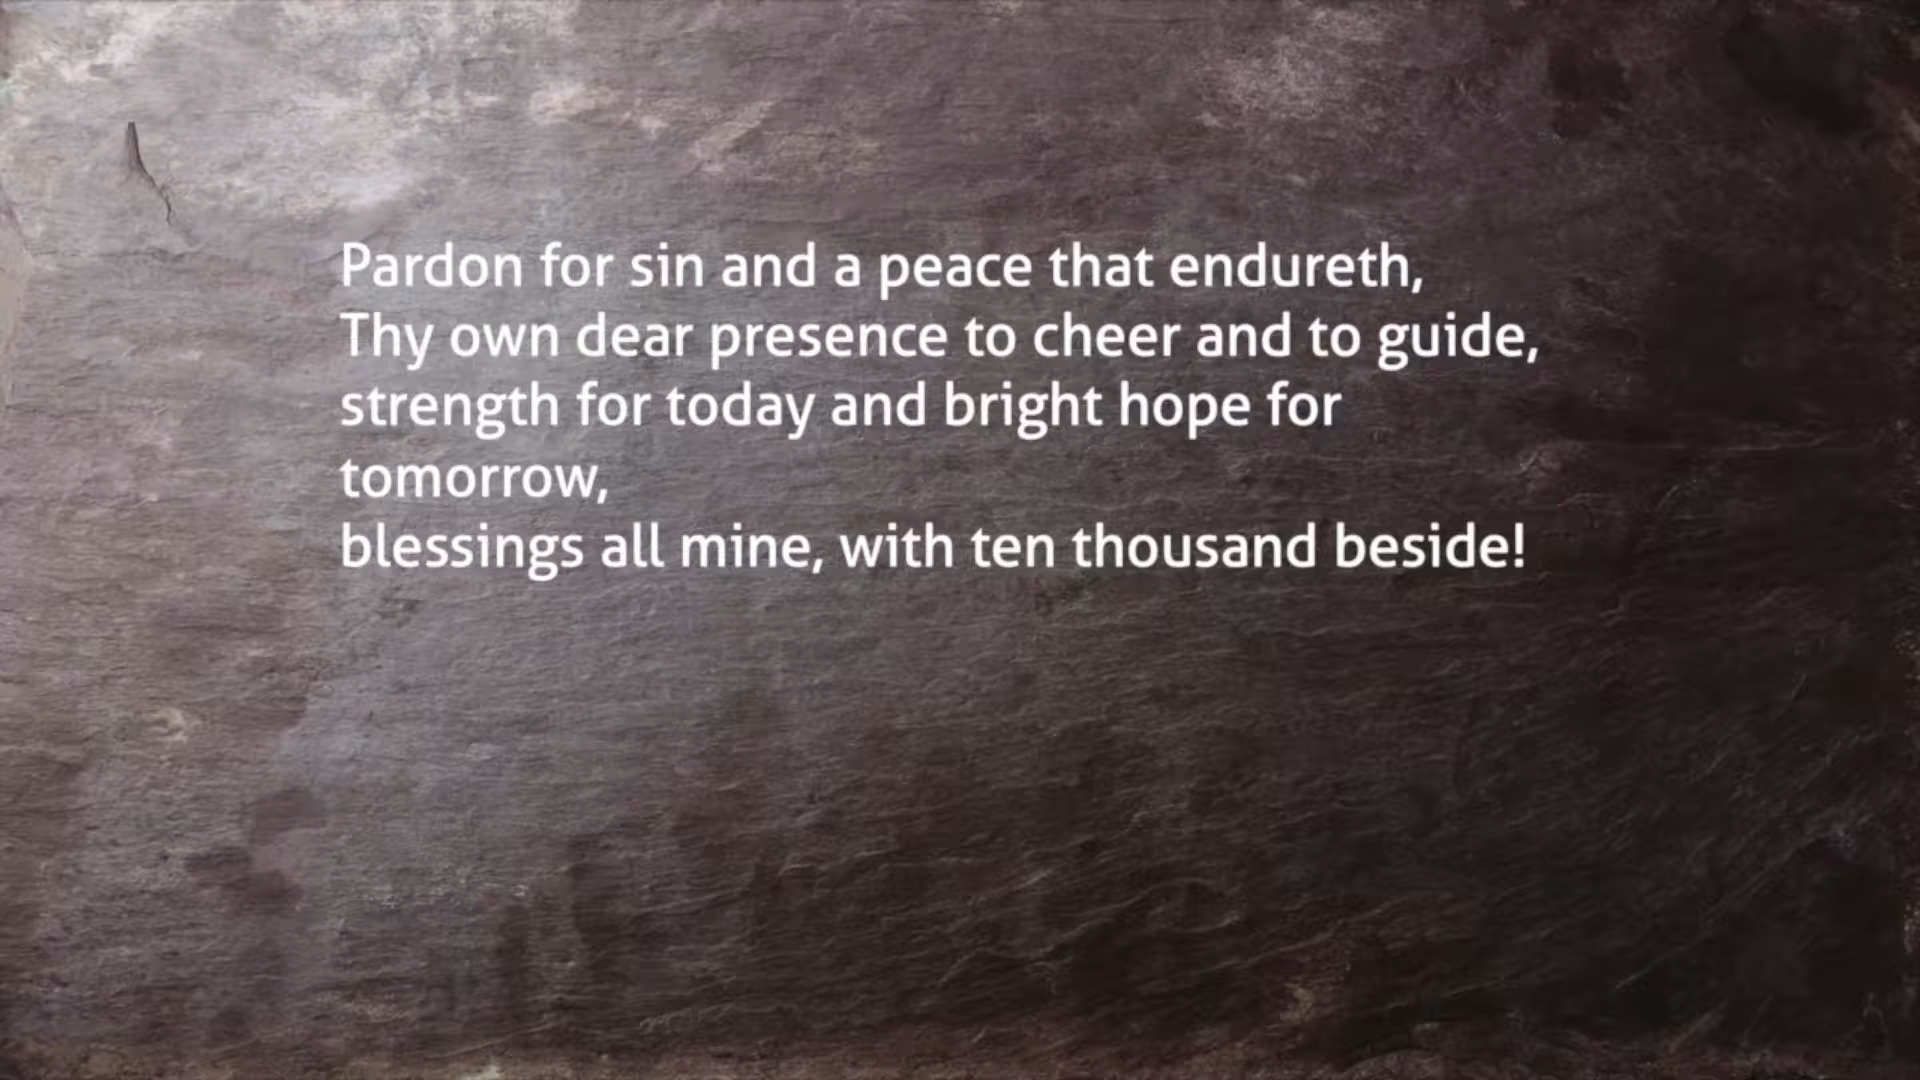 Pardon for sin and a peace that endureth,
Thy own dear presence to cheer and to guide,
strength for today and bright hope for
tomorrow,
blessings all mine, with ten thousand beside!